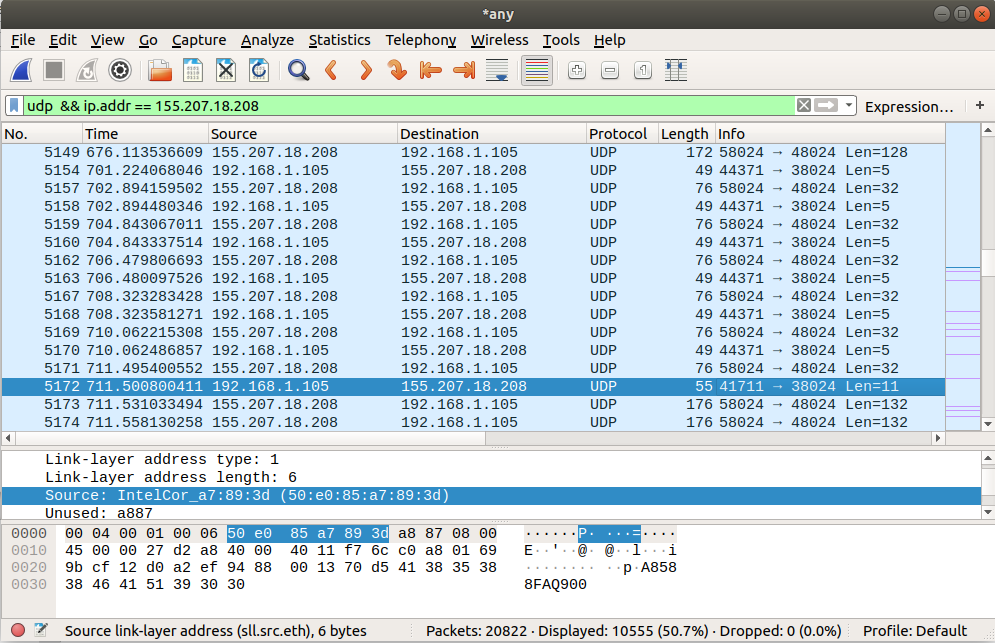 *any
File Edit View Go Capture Analyze Statistics Telephony Wireless Tools Help
udp && ip.addr == 155.207.18.208 Expression… +
No. Time Source Destination Protocol Length Info
5149 676.113536609 155.207.18.208 192.168.1.105 UDP 172 58024 → 48024 Len=128
5154 701.224068046 192.168.1.105 155.207.18.208 UDP 49 44371 → 38024 Len=5
5157 702.894159502 155.207.18.208 192.168.1.105 UDP 76 58024 → 48024 Len=32
5158 702.894480346 192.168.1.105 155.207.18.208 UDP 49 44371 → 38024 Len=5
5159 704.843067011 155.207.18.208 192.168.1.105 UDP 76 58024 → 48024 Len=32
5160 704.843337514 192.168.1.105 155.207.18.208 UDP 49 44371 → 38024 Len=5
5162 706.479806693 155.207.18.208 192.168.1.105 UDP 76 58024 → 48024 Len=32
5163 706.480097526 192.168.1.105 155.207.18.208 UDP 49 44371 → 38024 Len=5
5167 708.323283428 155.207.18.208 192.168.1.105 UDP 76 58024 → 48024 Len=32
5168 708.323581271 192.168.1.105 155.207.18.208 UDP 49 44371 → 38024 Len=5
5169 710.062215308 155.207.18.208 192.168.1.105 UDP 76 58024 → 48024 Len=32
5170 710.062486857 192.168.1.105 155.207.18.208 UDP 49 44371 → 38024 Len=5
5171 711.495400552 155.207.18.208 192.168.1.105 UDP 76 58024 → 48024 Len=32
5172 711.500800411 192.168.1.105 155.207.18.208 UDP 55 41711 → 38024 Len=11
5173 711.531033494 155.207.18.208 192.168.1.105 UDP 176 58024 → 48024 Len=132
5174 711.558130258 155.207.18.208 192.168.1.105 UDP 176 58024 → 48024 Len=132
Link-layer address type: 1
Link-layer address length: 6
Source: IntelCor_a7:89:3d (50:e0:85:a7:89:3d)
Unused: a887
0000 00 04 00 01 00 06 50 e0 85 a7 89 3d a8 87 08 00 ······P· ···=····
0010 45 00 00 27 d2 a8 40 00 40 11 f6 6c c0 a8 01 69 E··'··@· @··l···i
0020 9b cf 12 d0 a2 ef 94 88 00 13 70 d5 41 38 35 38 ········ ··p·A858
0030 38 46 41 51 39 30 30 8FAQ900
Source link-layer address (sll.src.eth), 6 bytes Packets: 20822 · Displayed: 10555 (50.7%) · Dropped: 0 (0.0%) Profile: Default